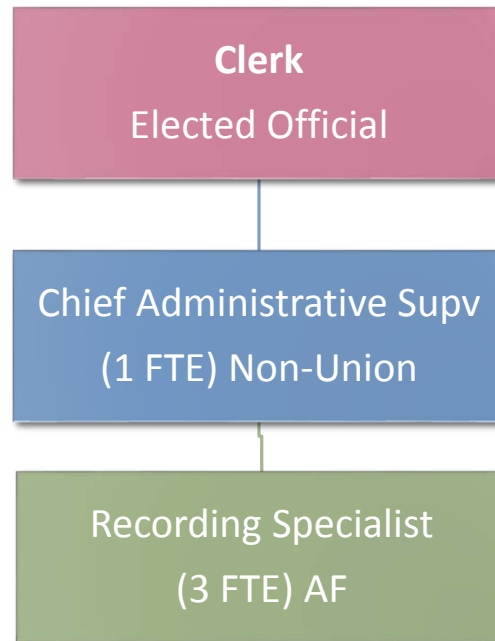 Clerk
Elected Official
Chief Administrative Supv
(1 FTE) Non-Union
Recording Specialist
(3 FTE) AF